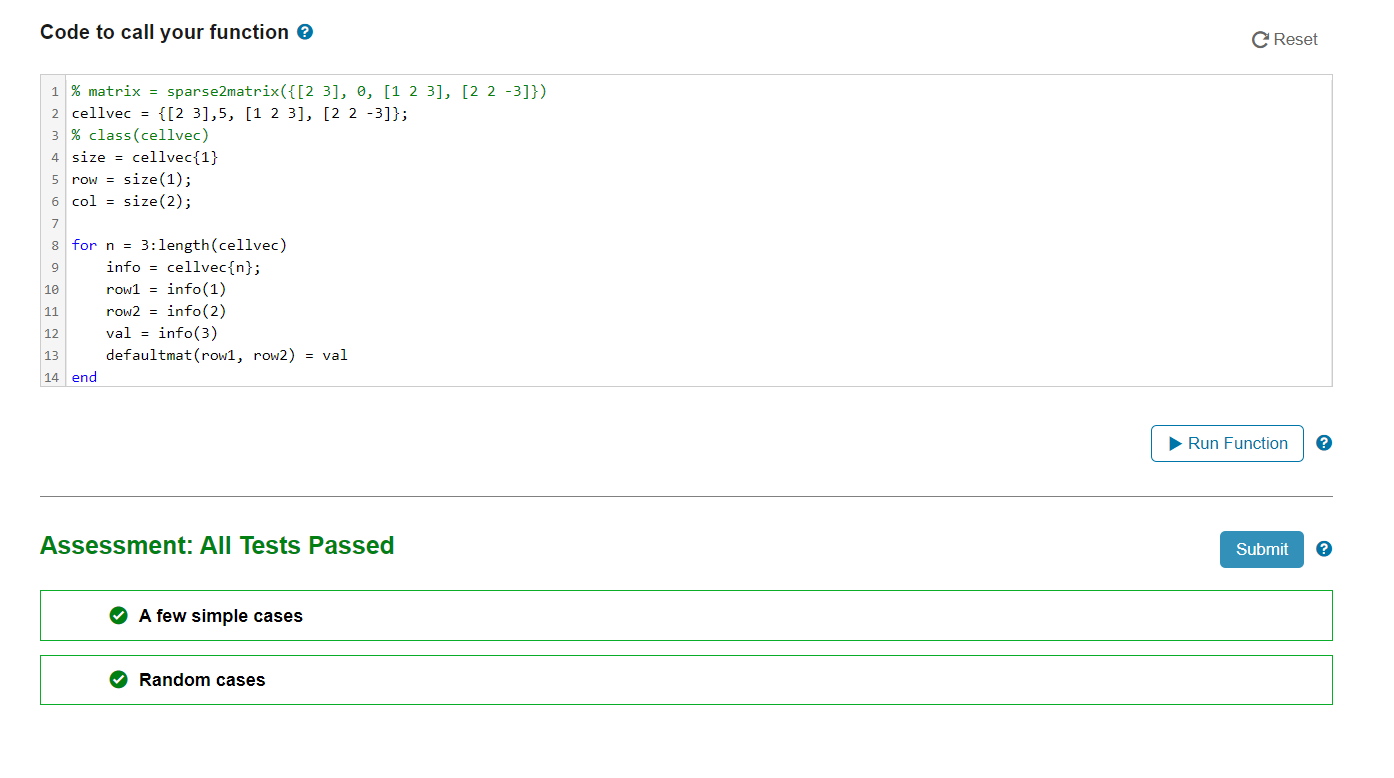 Code to call your function ?
Reset
1 % matrix = sparse2matrix({[2 3], 0, [1 2 3], [2 2 -3]})
2 cellvec = {[2 3],5, [1 2 3], [2 2 -3]};
3 % class(cellvec)
4 size = cellvec{1}
5 row = size(1);
6 col = size(2);
7
8 for n = 3:length(cellvec)
9     info = cellvec{n};
10     row1 = info(1)
11     row2 = info(2)
12     val = info(3)
13     defaultmat(row1, row2) = val
14 end
Run Function ?
Assessment: All Tests Passed
Submit ?
A few simple cases
Random cases